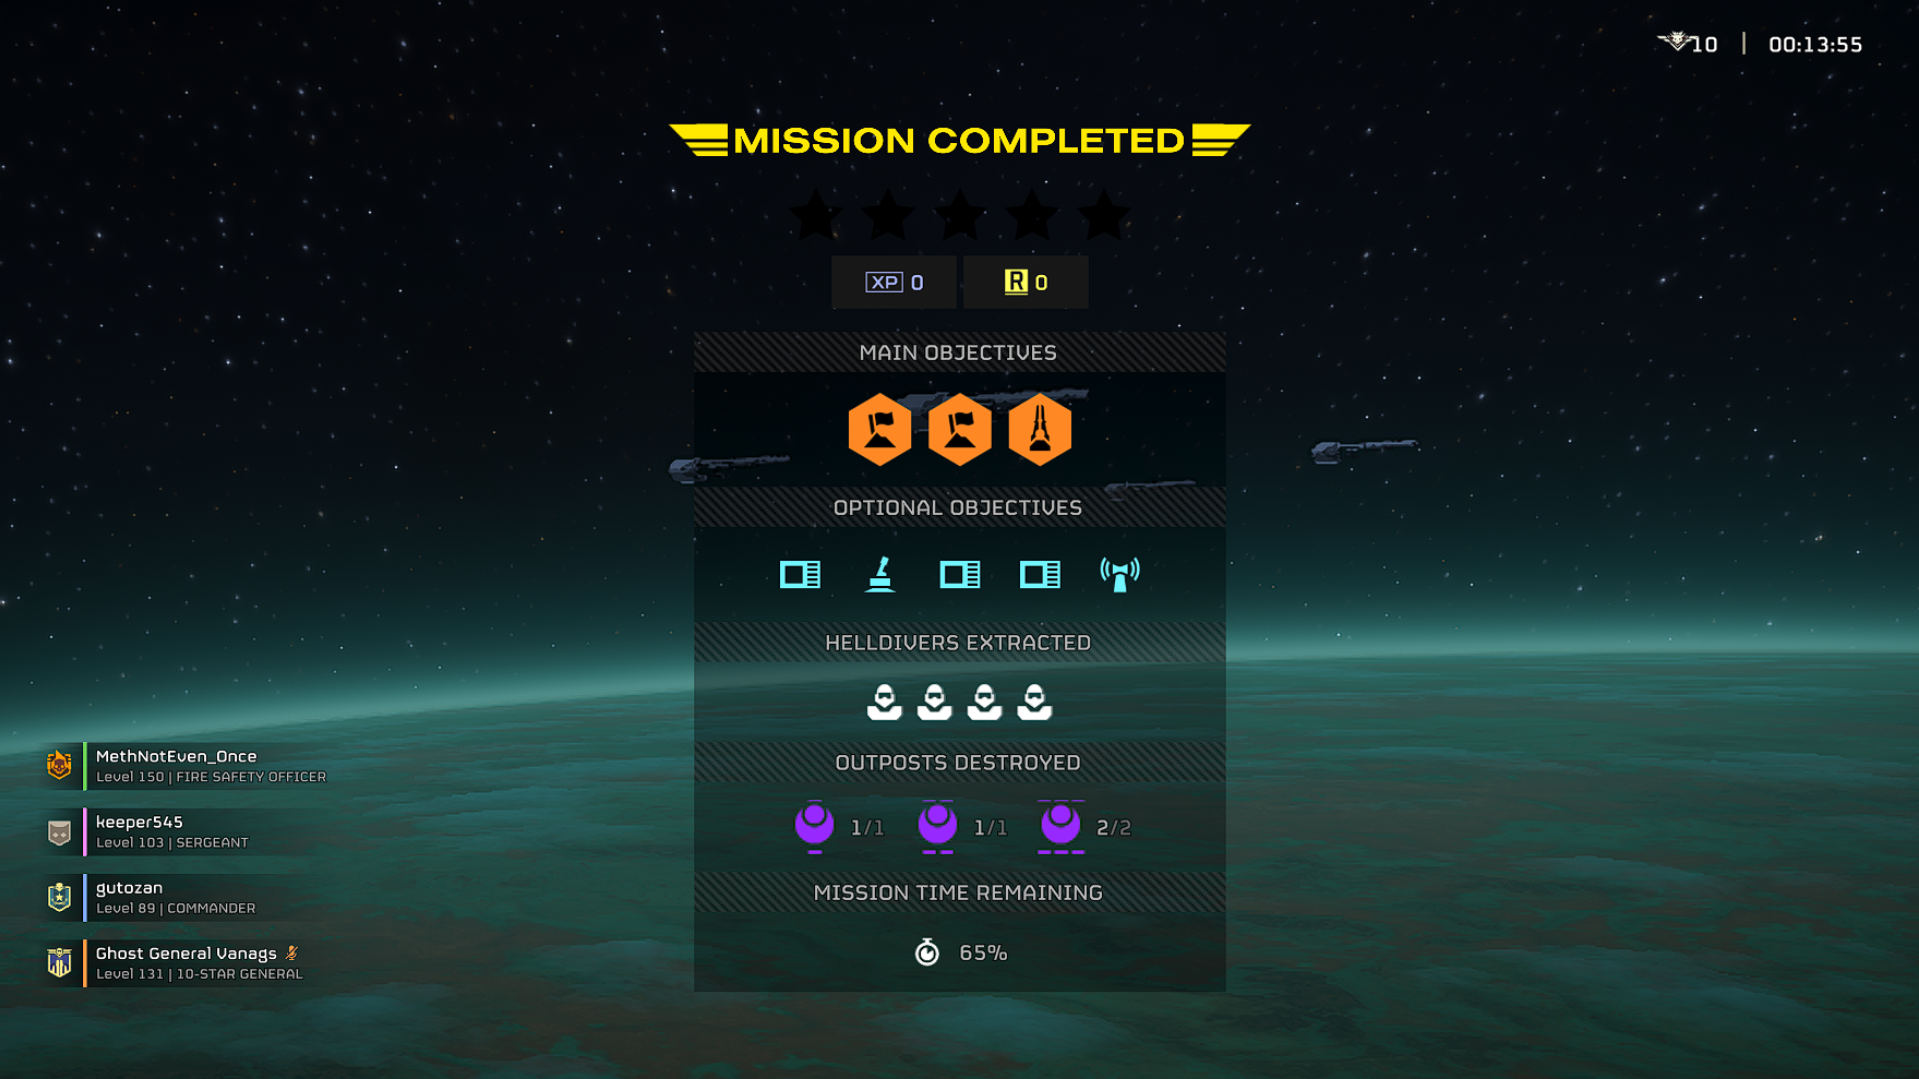 10 | 00:13:55
MISSION COMPLETED
XP 0
R 0
MAIN OBJECTIVES
OPTIONAL OBJECTIVES
HELLDIVERS EXTRACTED
OUTPOSTS DESTROYED
1/1 1/1 2/2
MISSION TIME REMAINING
65%
MethNotEven_Once
Level 150 | FIRE SAFETY OFFICER
keeper545
Level 103 | SERGEANT
gutozan
Level 89 | COMMANDER
Ghost General Vanags
Level 131 | 10-STAR GENERAL